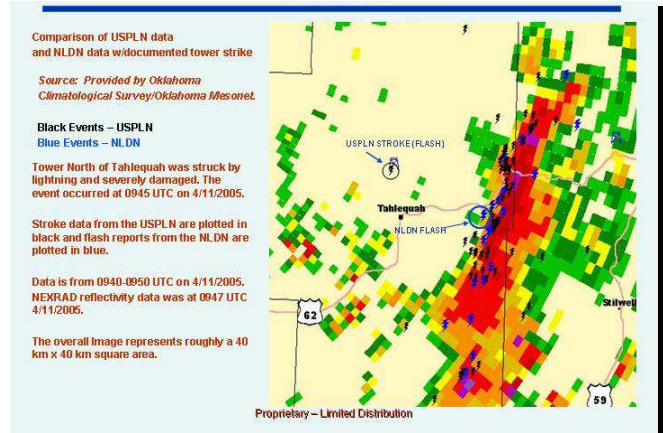 Comparison of USPLN data
and NLDN data w/documented tower strike
Source: Provided by Oklahoma
Climatological Survey/Oklahoma Mesonet.
Black Events – USPLN
Blue Events – NLDN
Tower North of Tahlequah was struck by
lightning and severely damaged. The
event occurred at 0945 UTC on 4/11/2005.
Stroke data from the USPLN are plotted in
black and flash reports from the NLDN are
plotted in blue.
Data is from 0940-0950 UTC on 4/11/2005.
NEXRAD reflectivity data was at 0947 UTC
4/11/2005.
The overall Image represents roughly a 40
km x 40 km square area.
USPLN STROKE (FLASH)
Tahlequah
NLDN FLASH
62
Stilwell
59
Proprietary – Limited Distribution